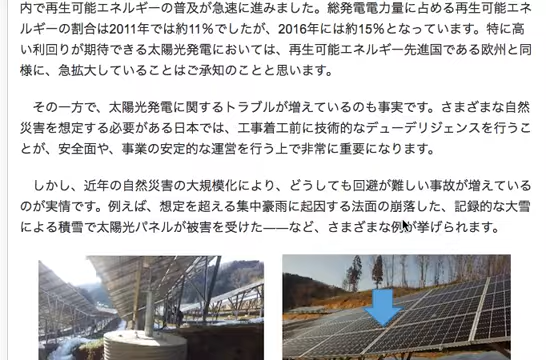 内で再生可能エネルギーの普及が急速に進みました。総発電電力量に占める再生可能エネ
ルギーの割合は2011年では約11％でしたが、2016年には約15％となっています。特に高
い利回りが期待できる太陽光発電においては、再生可能エネルギー先進国である欧州と同
様に、急拡大していることはご承知のことと思います。
その一方で、太陽光発電に関するトラブルが増えているのも事実です。さまざまな自然
災害を想定する必要がある日本では、工事着工前に技術的なデューデリジェンスを行うこ
とが、安全面や、事業の安定的な運営を行う上で非常に重要になります。
しかし、近年の自然災害の大規模化により、どうしても回避が難しい事故が増えている
のが実情です。例えば、想定を超える集中豪雨に起因する法面の崩落した、記録的な大雪
による積雪で太陽光パネルが被害を受けた――など、さまざまな例が挙げられます。